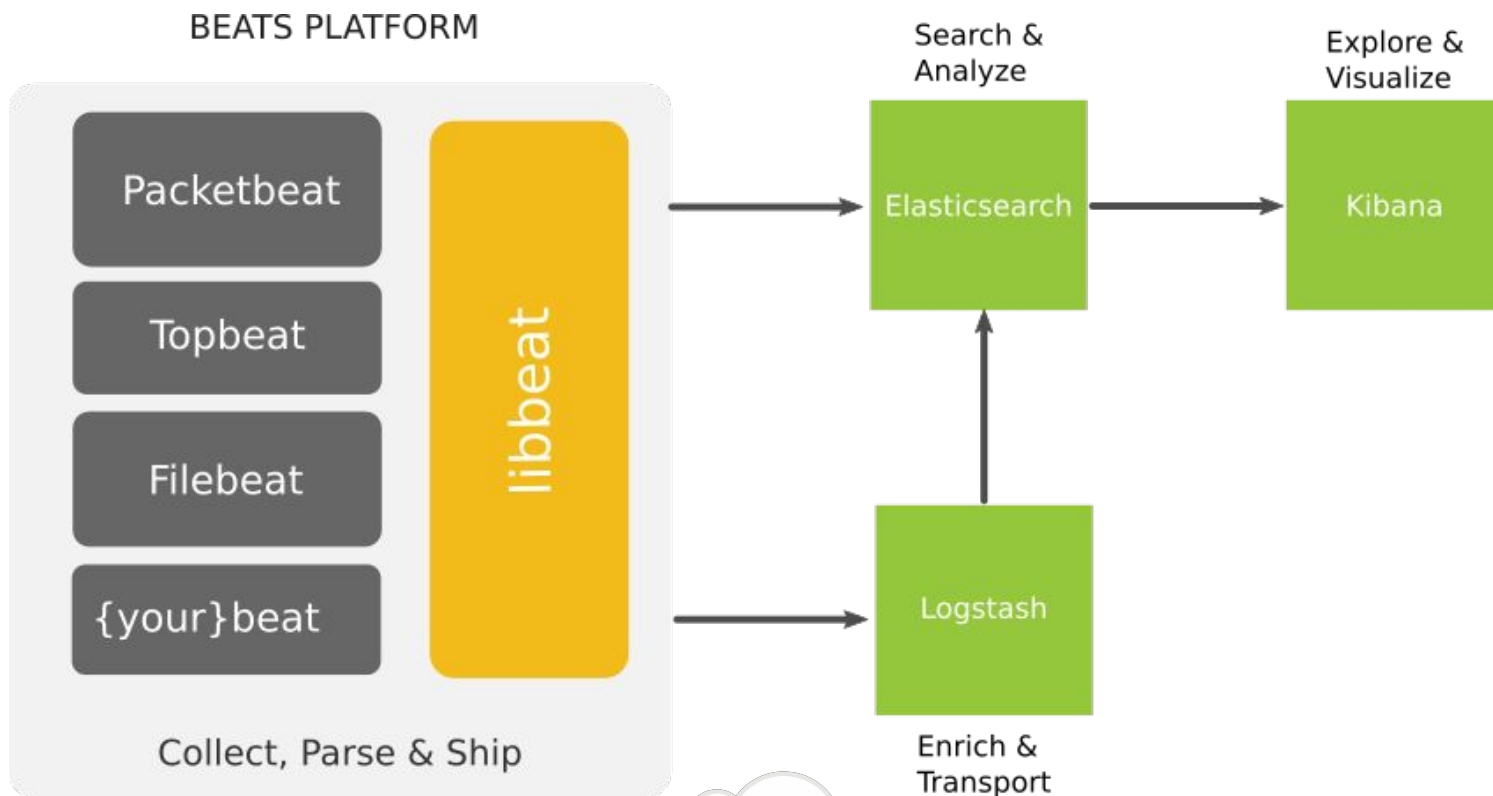 BEATS PLATFORM
Packetbeat
Topbeat
Filebeat
{your}beat
libbeat
Collect, Parse & Ship
Search &
Analyze
Elasticsearch
Explore &
Visualize
Kibana
Logstash
Enrich &
Transport